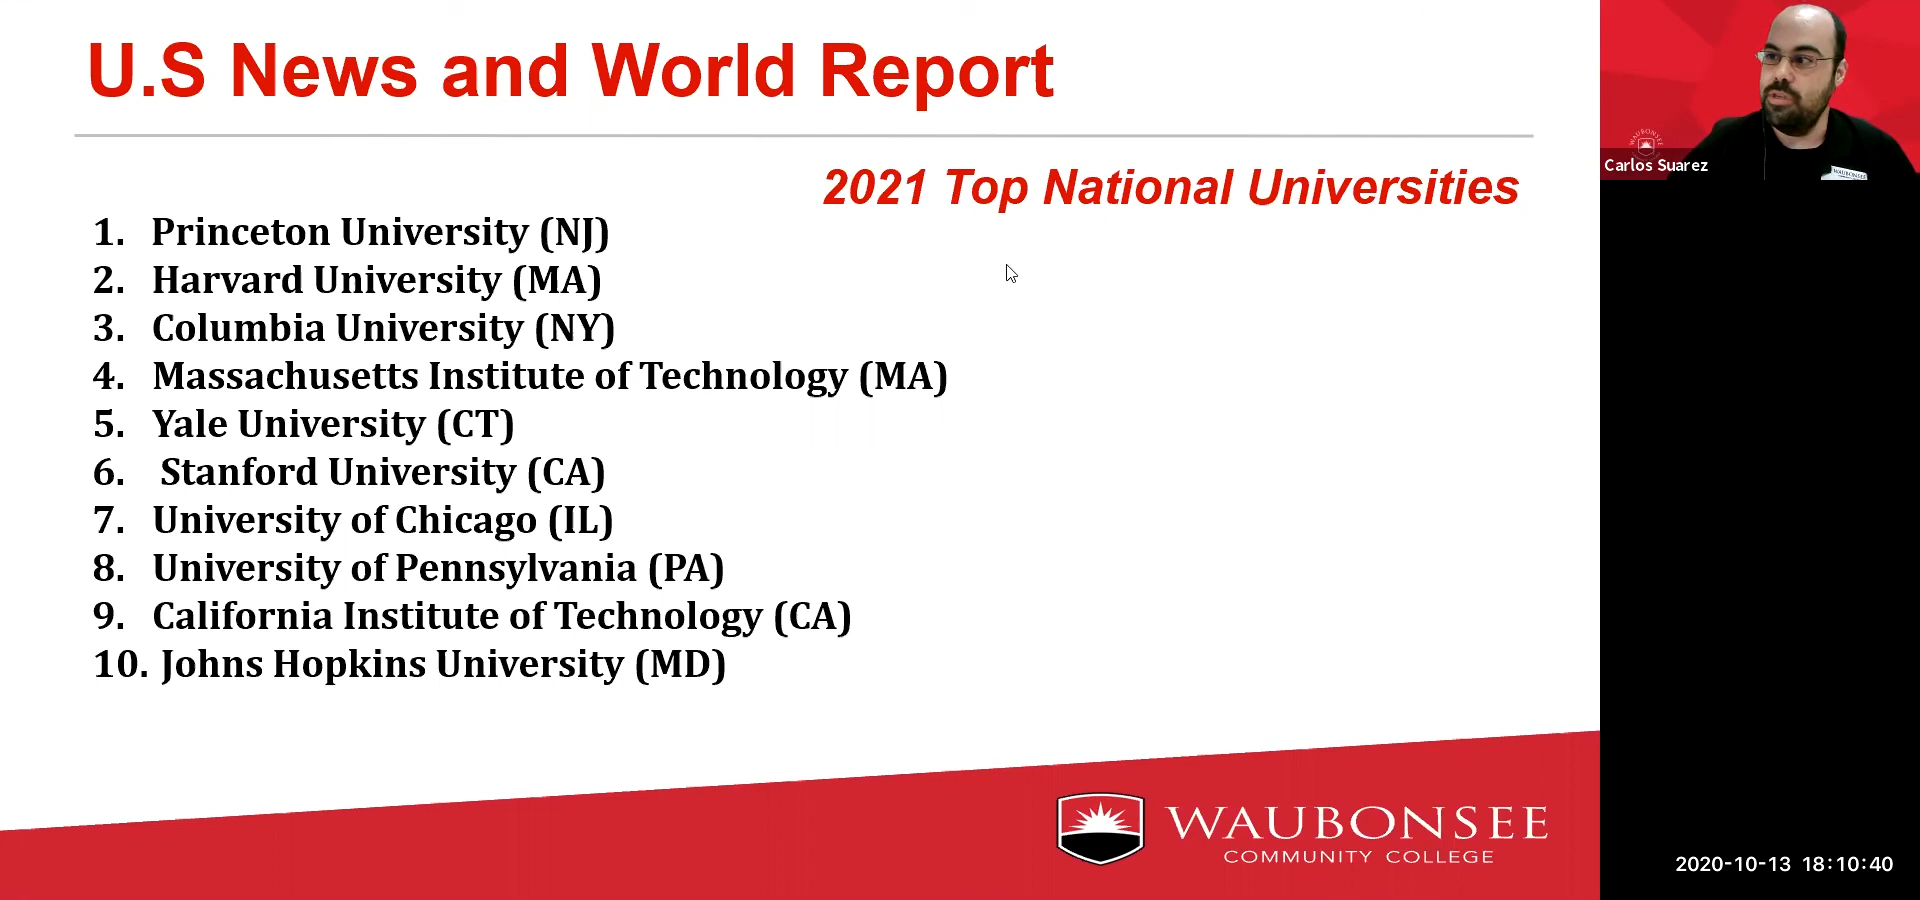 U.S News and World Report
2021 Top National Universities
1. Princeton University (NJ)
2. Harvard University (MA)
3. Columbia University (NY)
4. Massachusetts Institute of Technology (MA)
5. Yale University (CT)
6. Stanford University (CA)
7. University of Chicago (IL)
8. University of Pennsylvania (PA)
9. California Institute of Technology (CA)
10. Johns Hopkins University (MD)
WAUBONSEE
COMMUNITY COLLEGE
WAUBONSEE
Carlos Suarez
WAUBONSEE
2020-10-13 18:10:40